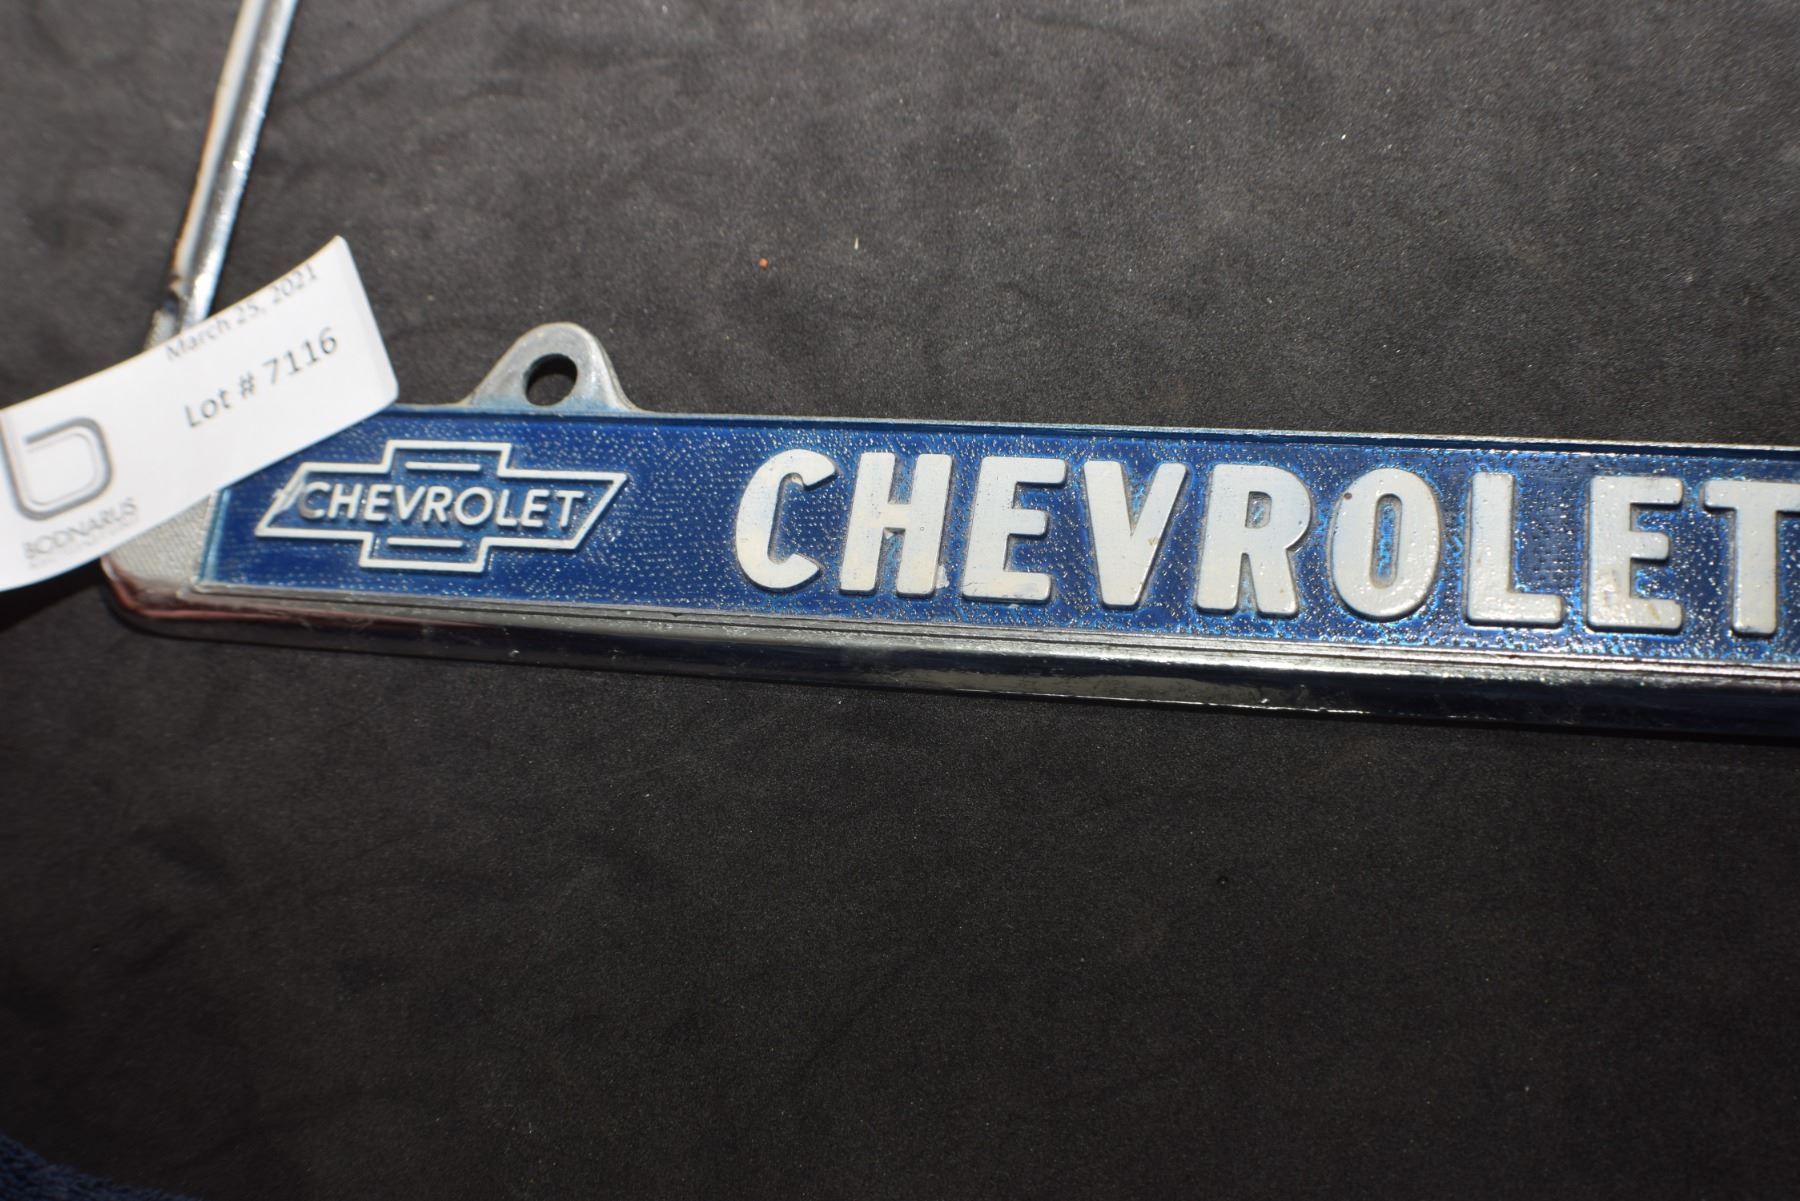 March 25, 2021
Lot # 7116
BODNARUS
CHEVROLET
CHEVROLET